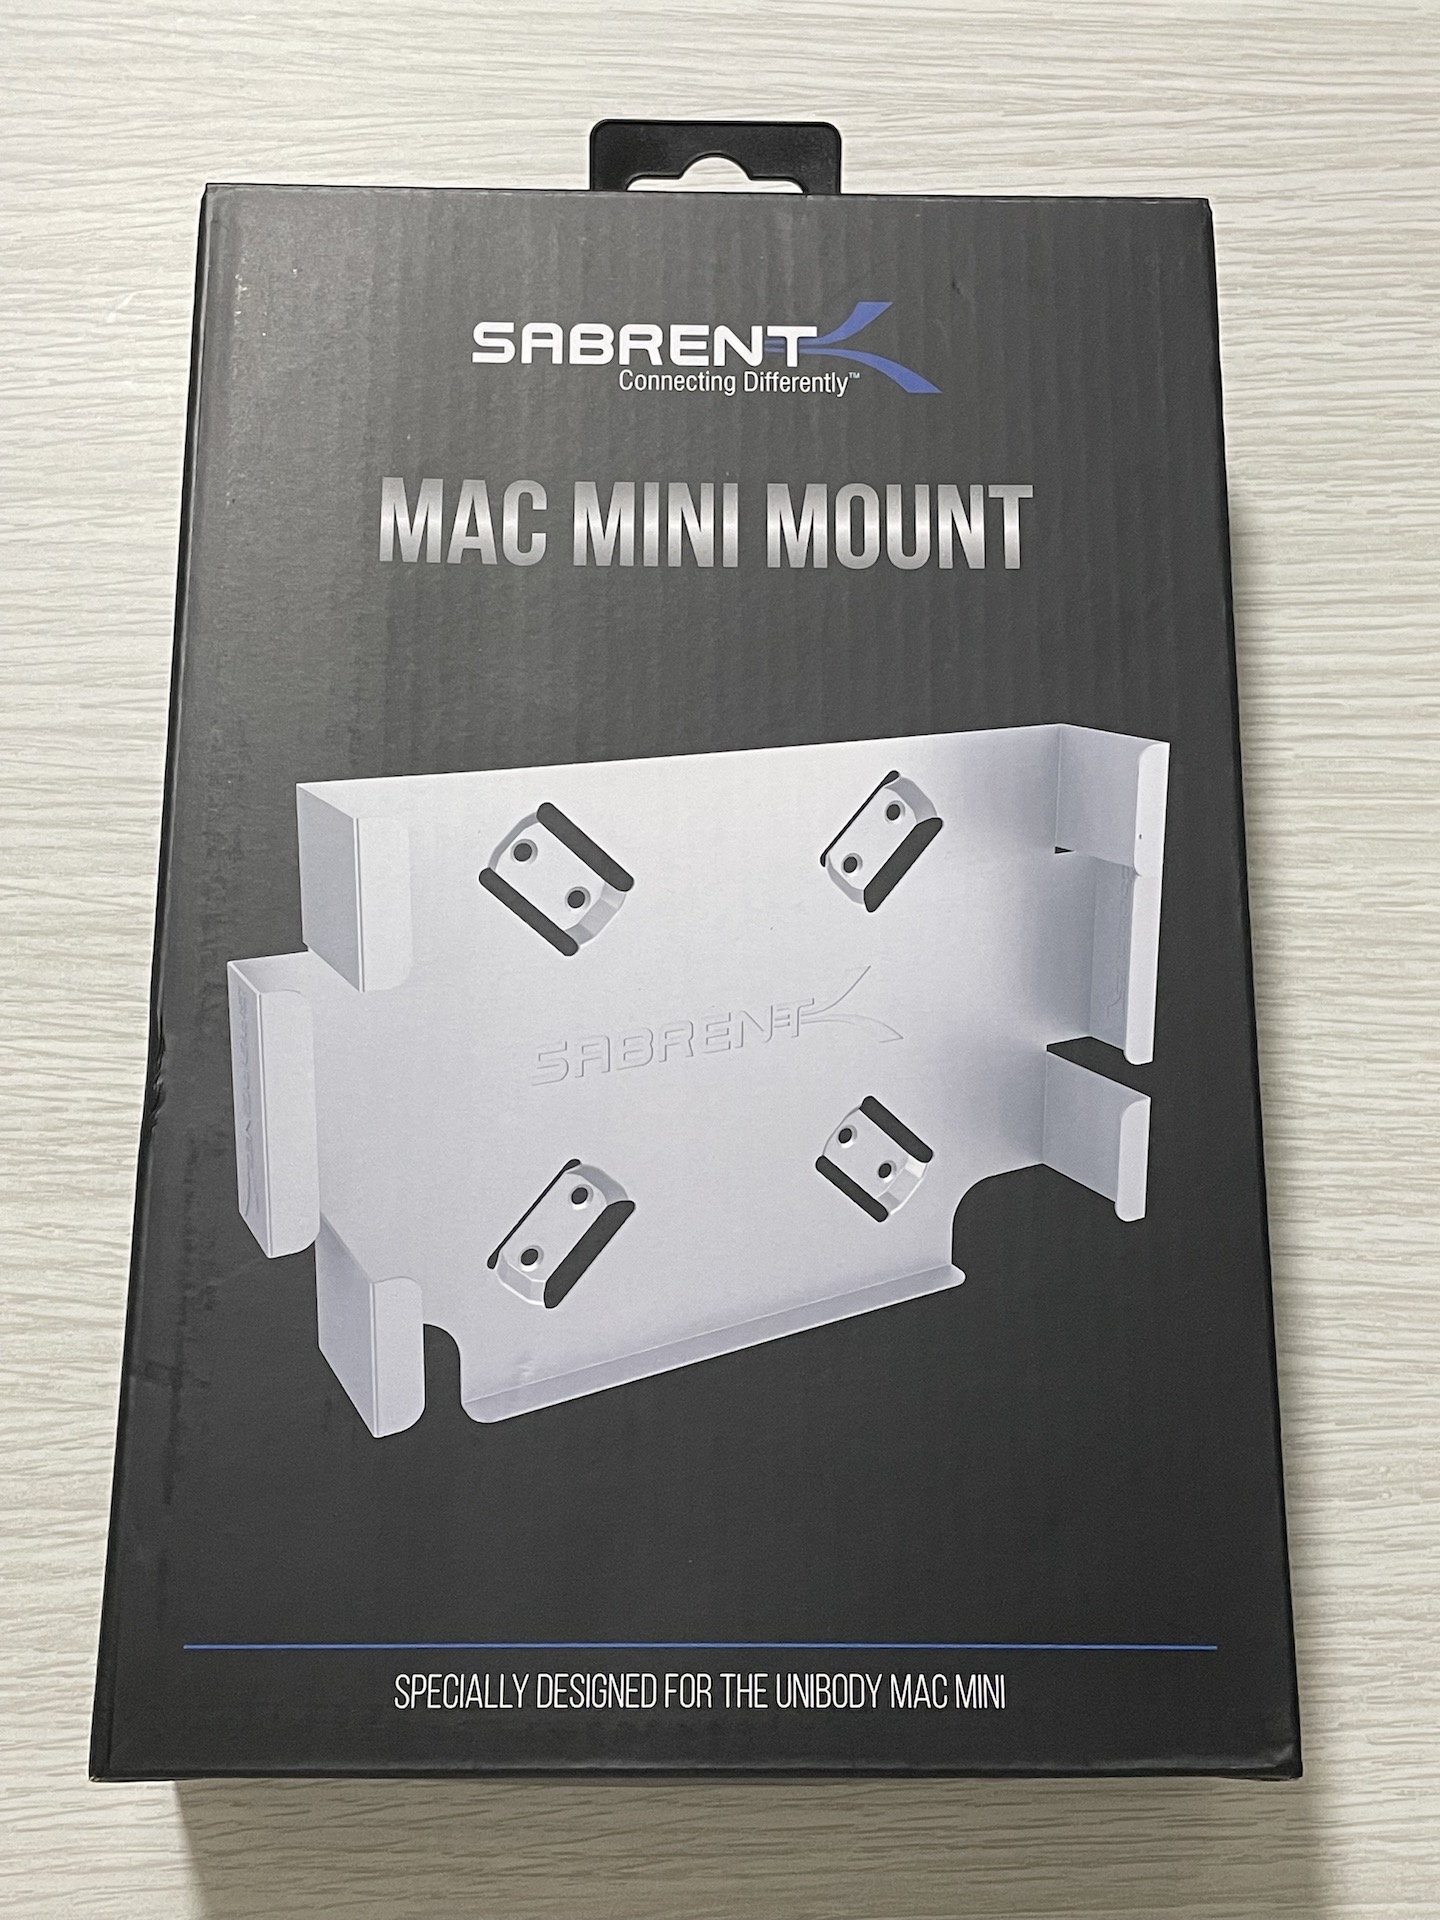 SABRENT
Connecting Differently™
MAC MINI MOUNT
SABRENT
SPECIALLY DESIGNED FOR THE UNIBODY MAC MINI